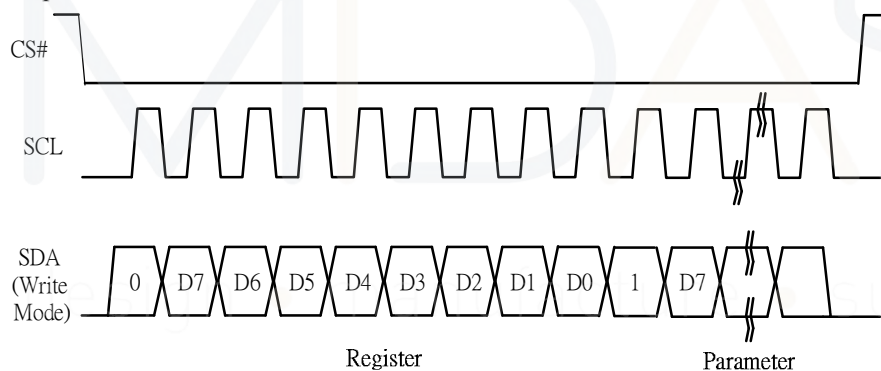 CS#
SCL
SDA
(Write
Mode)
0 D7 D6 D5 D4 D3 D2 D1 D0 1 D7
Register Parameter